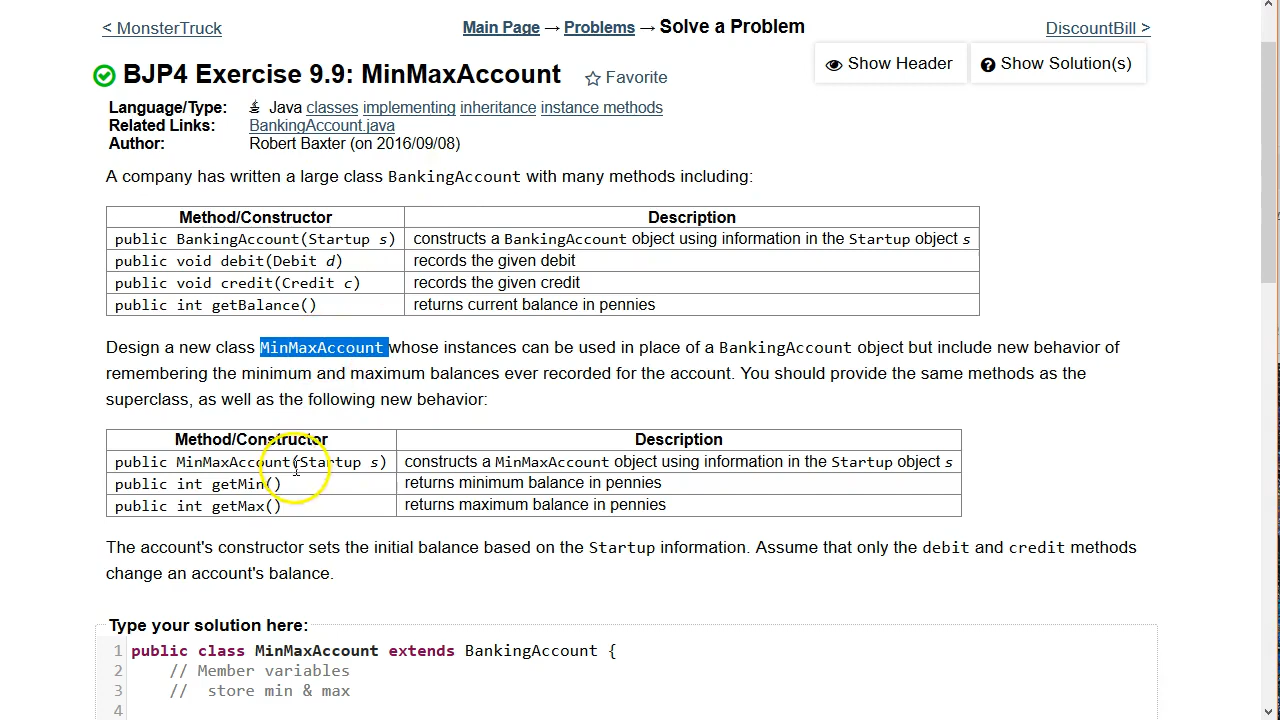 < MonsterTruck
Main Page → Problems → Solve a Problem
DiscountBill >
Show Header
Show Solution(s)
BJP4 Exercise 9.9: MinMaxAccount
Favorite
Language/Type: Java classes implementing inheritance instance methods
Related Links: BankingAccount.java
Author: Robert Baxter (on 2016/09/08)
A company has written a large class BankingAccount with many methods including:
Method/Constructor Description
public BankingAccount(Startup s) constructs a BankingAccount object using information in the Startup object s
public void debit(Debit d) records the given debit
public void credit(Credit c) records the given credit
public int getBalance() returns current balance in pennies
Design a new class MinMaxAccount whose instances can be used in place of a BankingAccount object but include new behavior of
remembering the minimum and maximum balances ever recorded for the account. You should provide the same methods as the
superclass, as well as the following new behavior:
Method/Constructor Description
public MinMaxAccount(Startup s) constructs a MinMaxAccount object using information in the Startup object s
public int getMin() returns minimum balance in pennies
public int getMax() returns maximum balance in pennies
The account's constructor sets the initial balance based on the Startup information. Assume that only the debit and credit methods
change an account's balance.
Type your solution here:
1 public class MinMaxAccount extends BankingAccount {
2 // Member variables
3 // store min & max
4